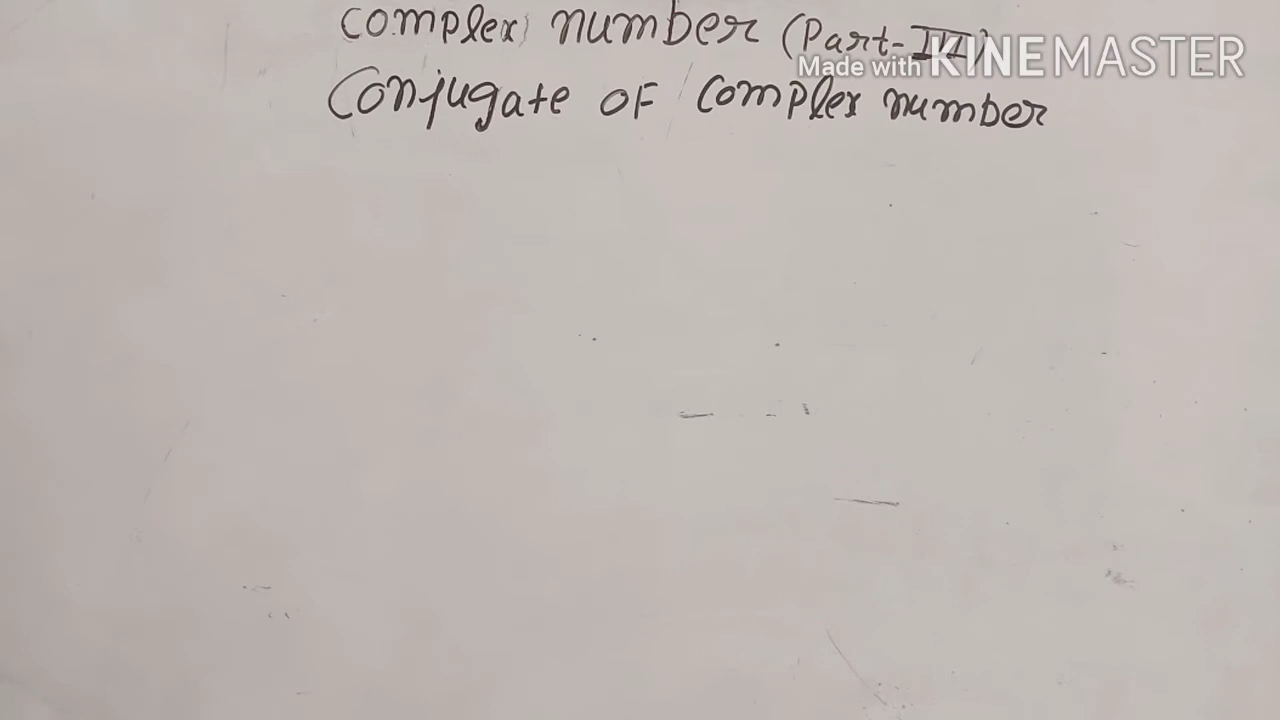 complex number (Part-
Made with KINEMASTER
Conjugate OF complex number